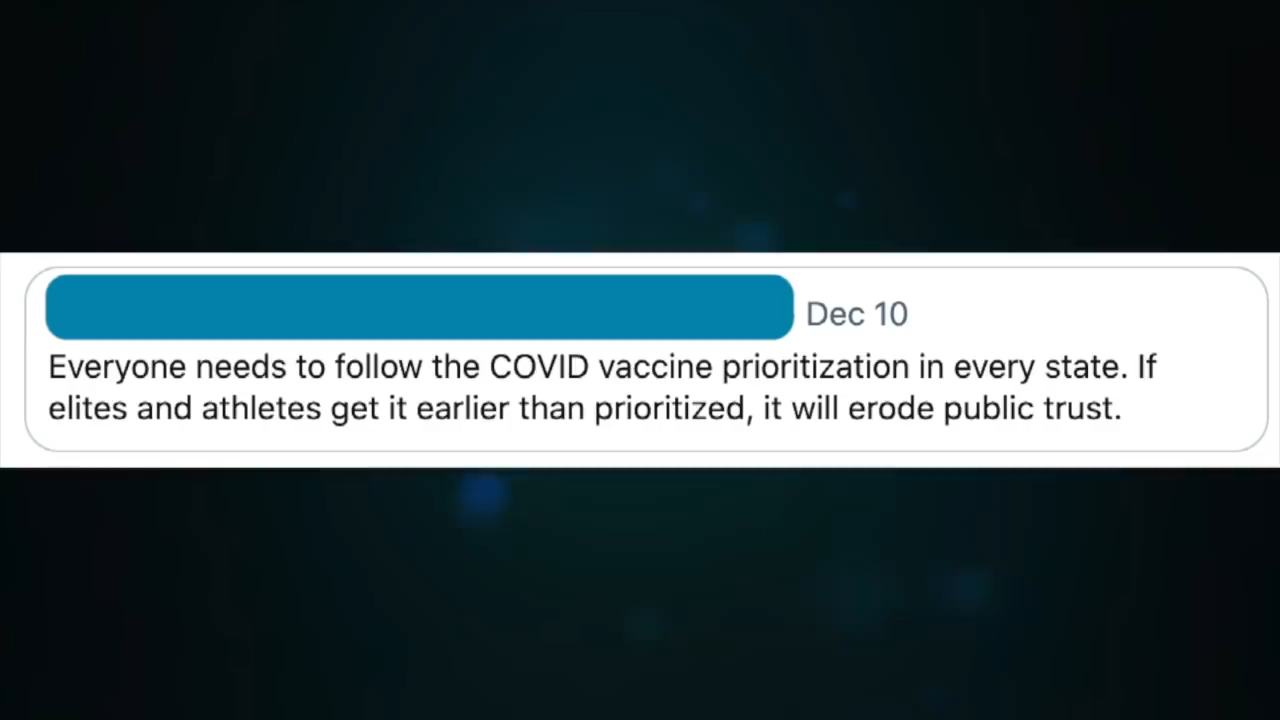 Dec 10
Everyone needs to follow the COVID vaccine prioritization in every state. If
elites and athletes get it earlier than prioritized, it will erode public trust.